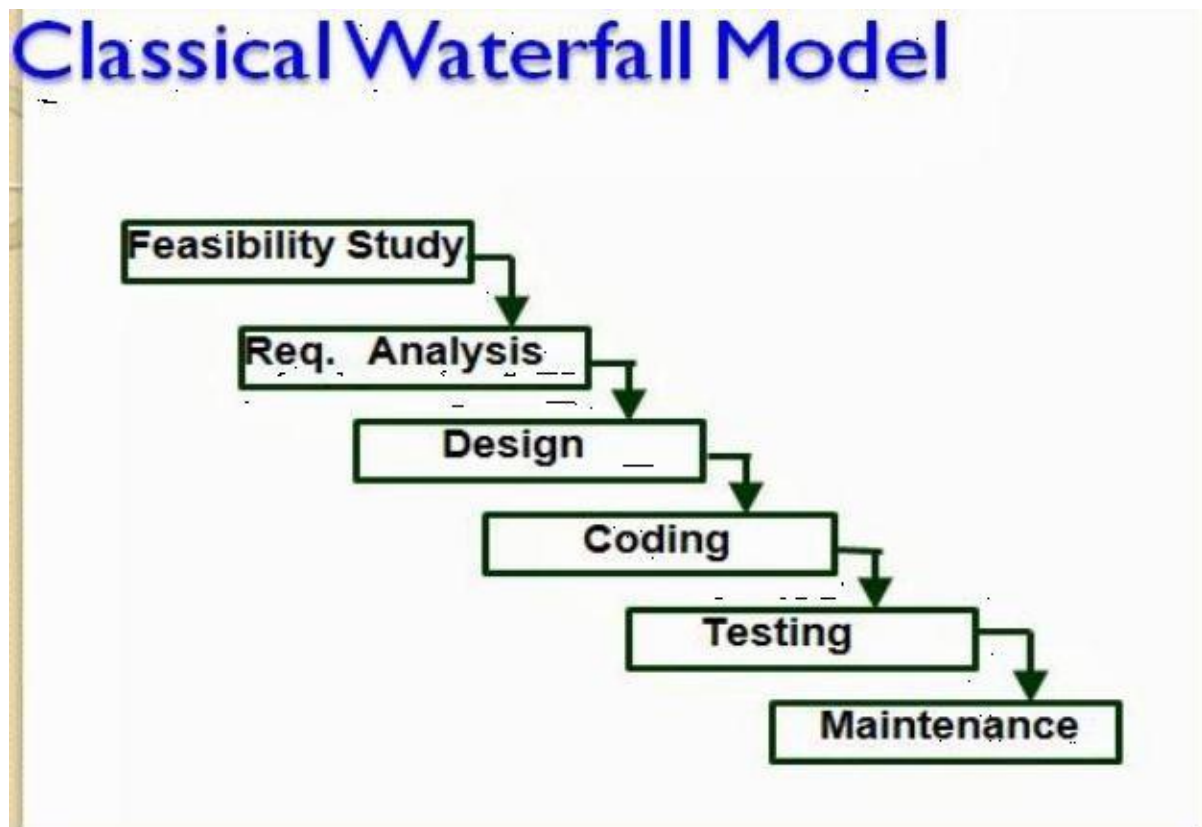 Classical Waterfall Model
Feasibility Study
Req. Analysis
Design
Coding
Testing
Maintenance